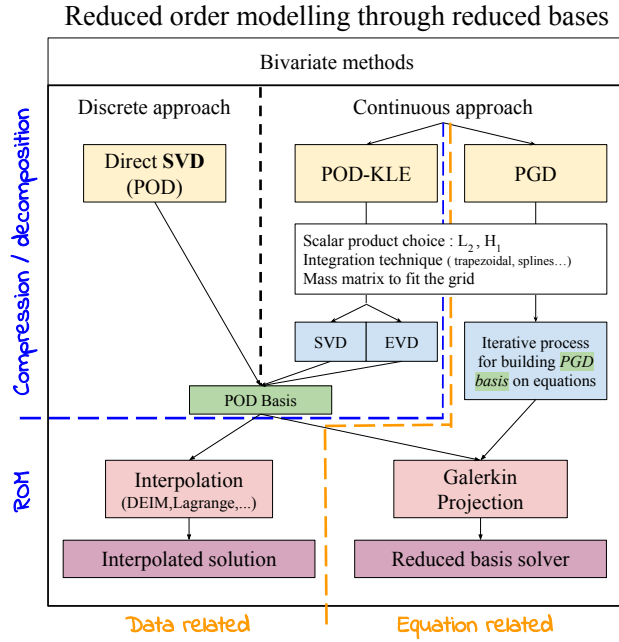 Reduced order modelling through reduced bases
Bivariate methods
Discrete approach
Continuous approach
Compression / decomposition
Direct SVD
(POD)
POD-KLE
PGD
Scalar product choice : L₂ , H₁
Integration technique ( trapezoidal, splines…)
Mass matrix to fit the grid
SVD
EVD
Iterative process
for building PGD
basis on equations
POD Basis
ROM
Interpolation
(DEIM,Lagrange,...)
Galerkin
Projection
Interpolated solution
Reduced basis solver
Data related
Equation related